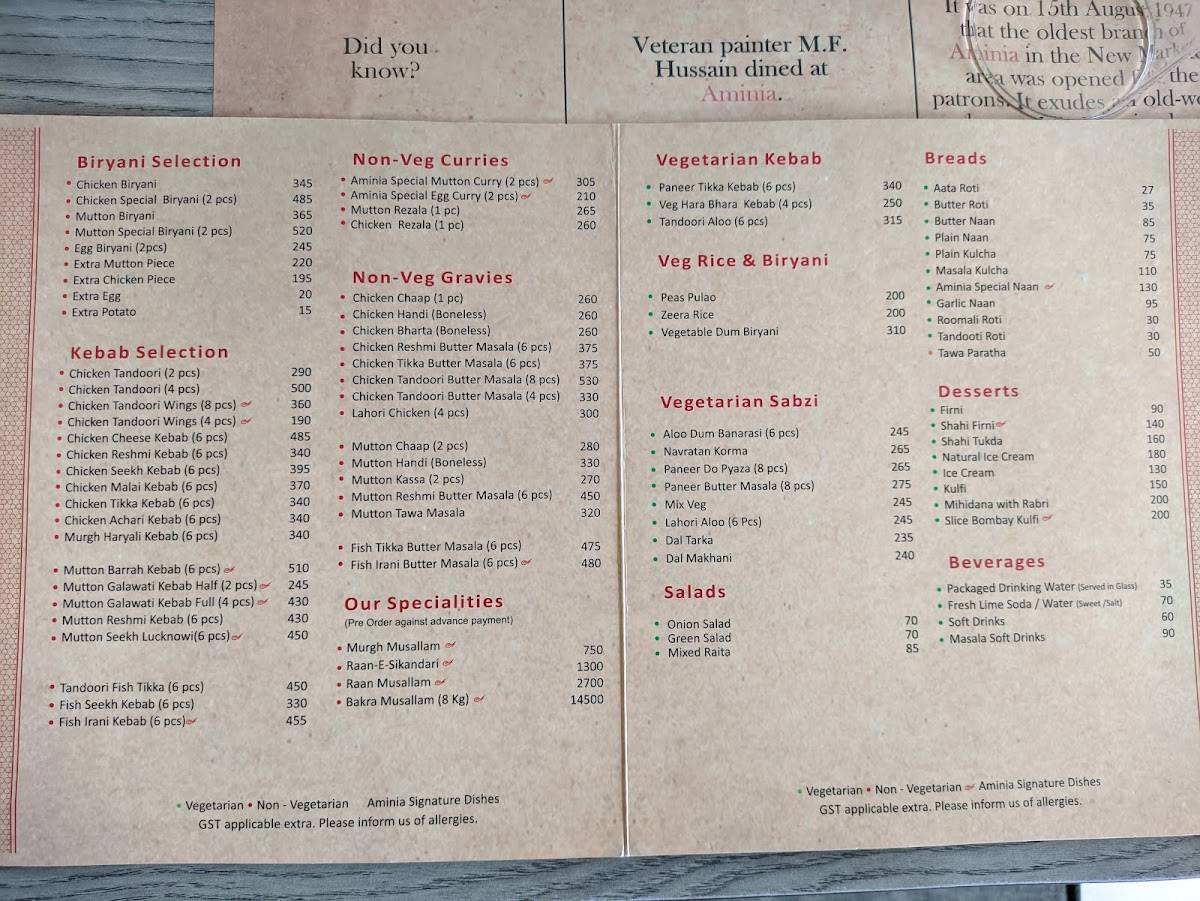 Did you
know?
Veteran painter M.F.
Hussain dined at
Aminia.
It was on 15th August 1947
that the oldest branch of
Aminia in the New
area was opened the
patrons. It exudes an
Biryani Selection
Chicken Biryani 345
Chicken Special Biryani (2 pcs) 485
Mutton Biryani 365
Mutton Special Biryani (2 pcs) 520
Egg Biryani (2pcs) 245
Extra Mutton Piece 220
Extra Chicken Piece 195
Extra Egg 20
Extra Potato 15
Kebab Selection
Chicken Tandoori (2 pcs) 290
Chicken Tandoori (4 pcs) 500
Chicken Tandoori Wings (8 pcs) 360
Chicken Tandoori Wings (4 pcs) 190
Chicken Cheese Kebab (6 pcs) 485
Chicken Reshmi Kebab (6 pcs) 340
Chicken Seekh Kebab (6 pcs) 395
Chicken Malai Kebab (6 pcs) 370
Chicken Tikka Kebab (6 pcs) 340
Chicken Achari Kebab (6 pcs) 340
Murgh Haryali Kebab (6 pcs) 340
Mutton Barrah Kebab (6 pcs) 510
Mutton Galawati Kebab Half (2 pcs) 245
Mutton Galawati Kebab Full (4 pcs) 430
Mutton Reshmi Kebab (6 pcs) 430
Mutton Seekh Lucknowi(6 pcs) 450
Tandoori Fish Tikka (6 pcs) 450
Fish Seekh Kebab (6 pcs) 330
Fish Irani Kebab (6 pcs) 455
Non-Veg Curries
Aminia Special Mutton Curry (2 pcs) 305
Aminia Special Egg Curry (2 pcs) 210
Mutton Rezala (1 pc) 265
Chicken Rezala (1 pc) 260
Non-Veg Gravies
Chicken Chaap (1 pc) 260
Chicken Handi (Boneless) 260
Chicken Bharta (Boneless) 260
Chicken Reshmi Butter Masala (6 pcs) 375
Chicken Tikka Butter Masala (6 pcs) 375
Chicken Tandoori Butter Masala (8 pcs) 530
Chicken Tandoori Butter Masala (4 pcs) 330
Lahori Chicken (4 pcs) 300
Mutton Chaap (2 pcs) 280
Mutton Handi (Boneless) 330
Mutton Kassa (2 pcs) 270
Mutton Reshmi Butter Masala (6 pcs) 450
Mutton Tawa Masala 320
Fish Tikka Butter Masala (6 pcs) 475
Fish Irani Butter Masala (6 pcs) 480
Our Specialities
(Pre Order against advance payment)
Murgh Musallam 750
Raan-E-Sikandari 1300
Raan Musallam 2700
Bakra Musallam (8 Kg) 14500
Vegetarian Non - Vegetarian Aminia Signature Dishes
GST applicable extra. Please inform us of allergies.
Vegetarian Kebab
Paneer Tikka Kebab (6 pcs) 340
Veg Hara Bhara Kebab (4 pcs) 250
Tandoori Aloo (6 pcs) 315
Veg Rice & Biryani
Peas Pulao 200
Zeera Rice 200
Vegetable Dum Biryani 310
Vegetarian Sabzi
Aloo Dum Banarasi (6 pcs) 245
Navratan Korma 265
Paneer Do Pyaza (8 pcs) 265
Paneer Butter Masala (8 pcs) 275
Mix Veg 245
Lahori Aloo (6 Pcs) 245
Dal Tarka 235
Dal Makhani 240
Salads
Onion Salad 70
Green Salad 70
Mixed Raita 85
Breads
Aata Roti 27
Butter Roti 35
Butter Naan 85
Plain Naan 75
Plain Kulcha 75
Masala Kulcha 110
Aminia Special Naan 130
Garlic Naan 95
Roomali Roti 30
Tandooti Roti 30
Tawa Paratha 50
Desserts
Firni 90
Shahi Firni 140
Shahi Tukda 160
Natural Ice Cream 180
Ice Cream 130
Kulfi 150
Mihidana with Rabri 200
Slice Bombay Kulfi 200
Beverages
Packaged Drinking Water (Served in Glass) 35
Fresh Lime Soda / Water (Sweet /Salt) 70
Soft Drinks 60
Masala Soft Drinks 90
Vegetarian Non - Vegetarian Aminia Signature Dishes
GST applicable extra. Please inform us of allergies.